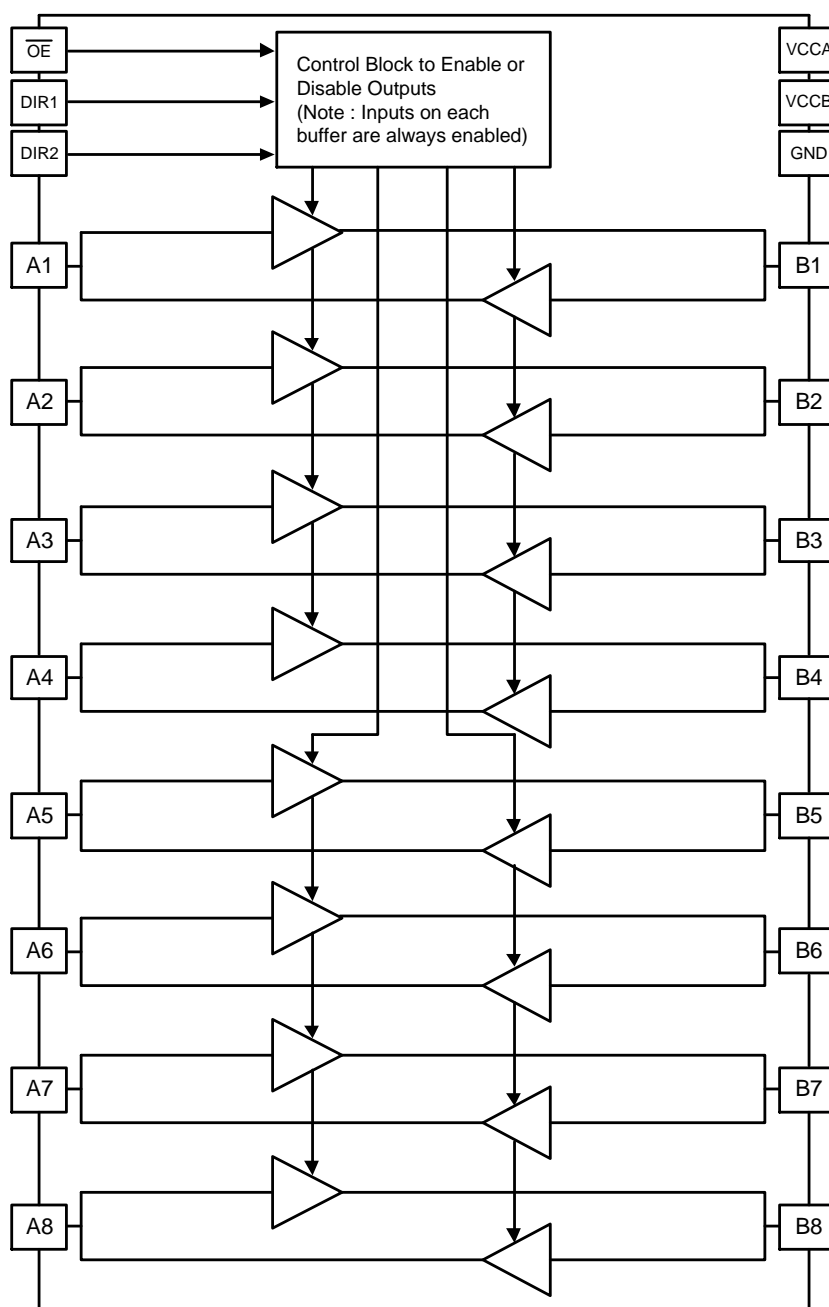 OE
VCCA
DIR1
VCCB
DIR2
GND
Control Block to Enable or
Disable Outputs
(Note : Inputs on each
buffer are always enabled)
A1
B1
A2
B2
A3
B3
A4
B4
A5
B5
A6
B6
A7
B7
A8
B8